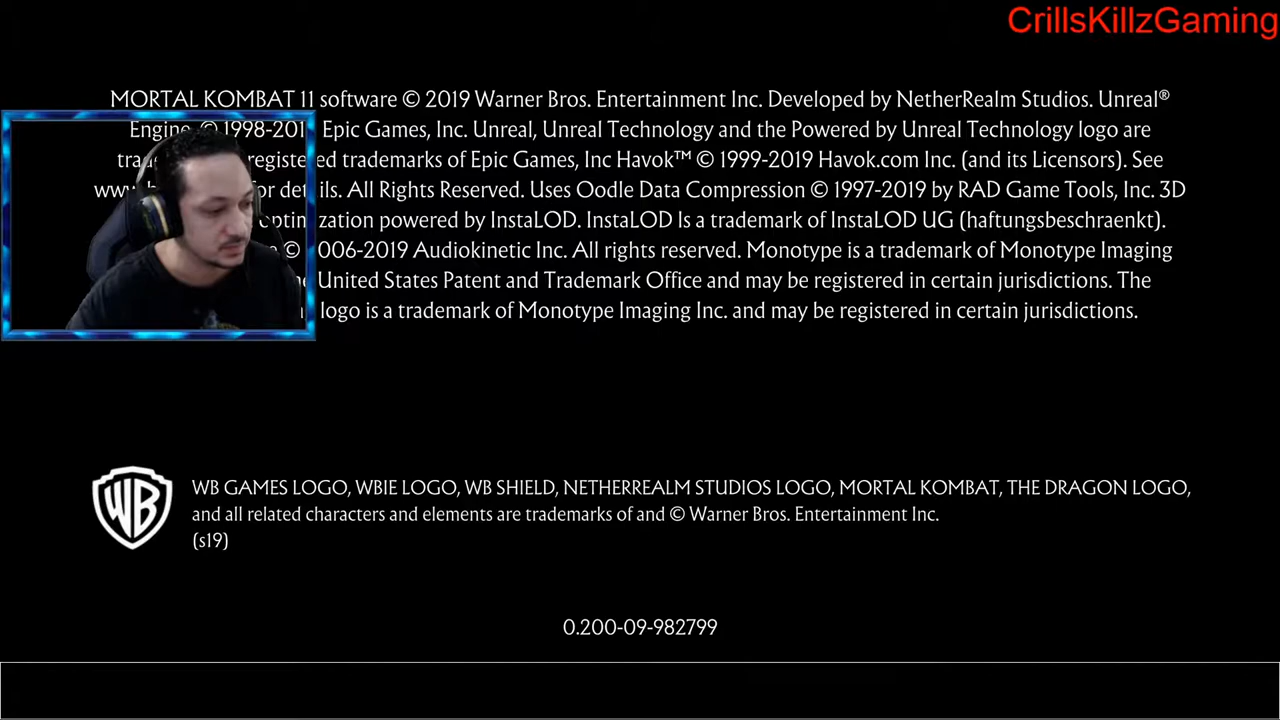 CrillsKillzGaming
MORTAL KOMBAT 11 software © 2019 Warner Bros. Entertainment Inc. Developed by NetherRealm Studios. Unreal®
Engine, © 1998-201 Epic Games, Inc. Unreal, Unreal Technology and the Powered by Unreal Technology logo are
registered trademarks of Epic Games, Inc Havok™ © 1999-2019 Havok.com Inc. (and its Licensors). See
for details. All Rights Reserved. Uses Oodle Data Compression © 1997-2019 by RAD Game Tools, Inc. 3D
optimization powered by InstaLOD. InstaLOD Is a trademark of InstaLOD UG (haftungsbeschraenkt).
© 2006-2019 Audiokinetic Inc. All rights reserved. Monotype is a trademark of Monotype Imaging
United States Patent and Trademark Office and may be registered in certain jurisdictions. The
logo is a trademark of Monotype Imaging Inc. and may be registered in certain jurisdictions.
WB
WB GAMES LOGO, WBIE LOGO, WB SHIELD, NETHERREALM STUDIOS LOGO, MORTAL KOMBAT, THE DRAGON LOGO,
and all related characters and elements are trademarks of and © Warner Bros. Entertainment Inc.
(s19)
0.200-09-982799